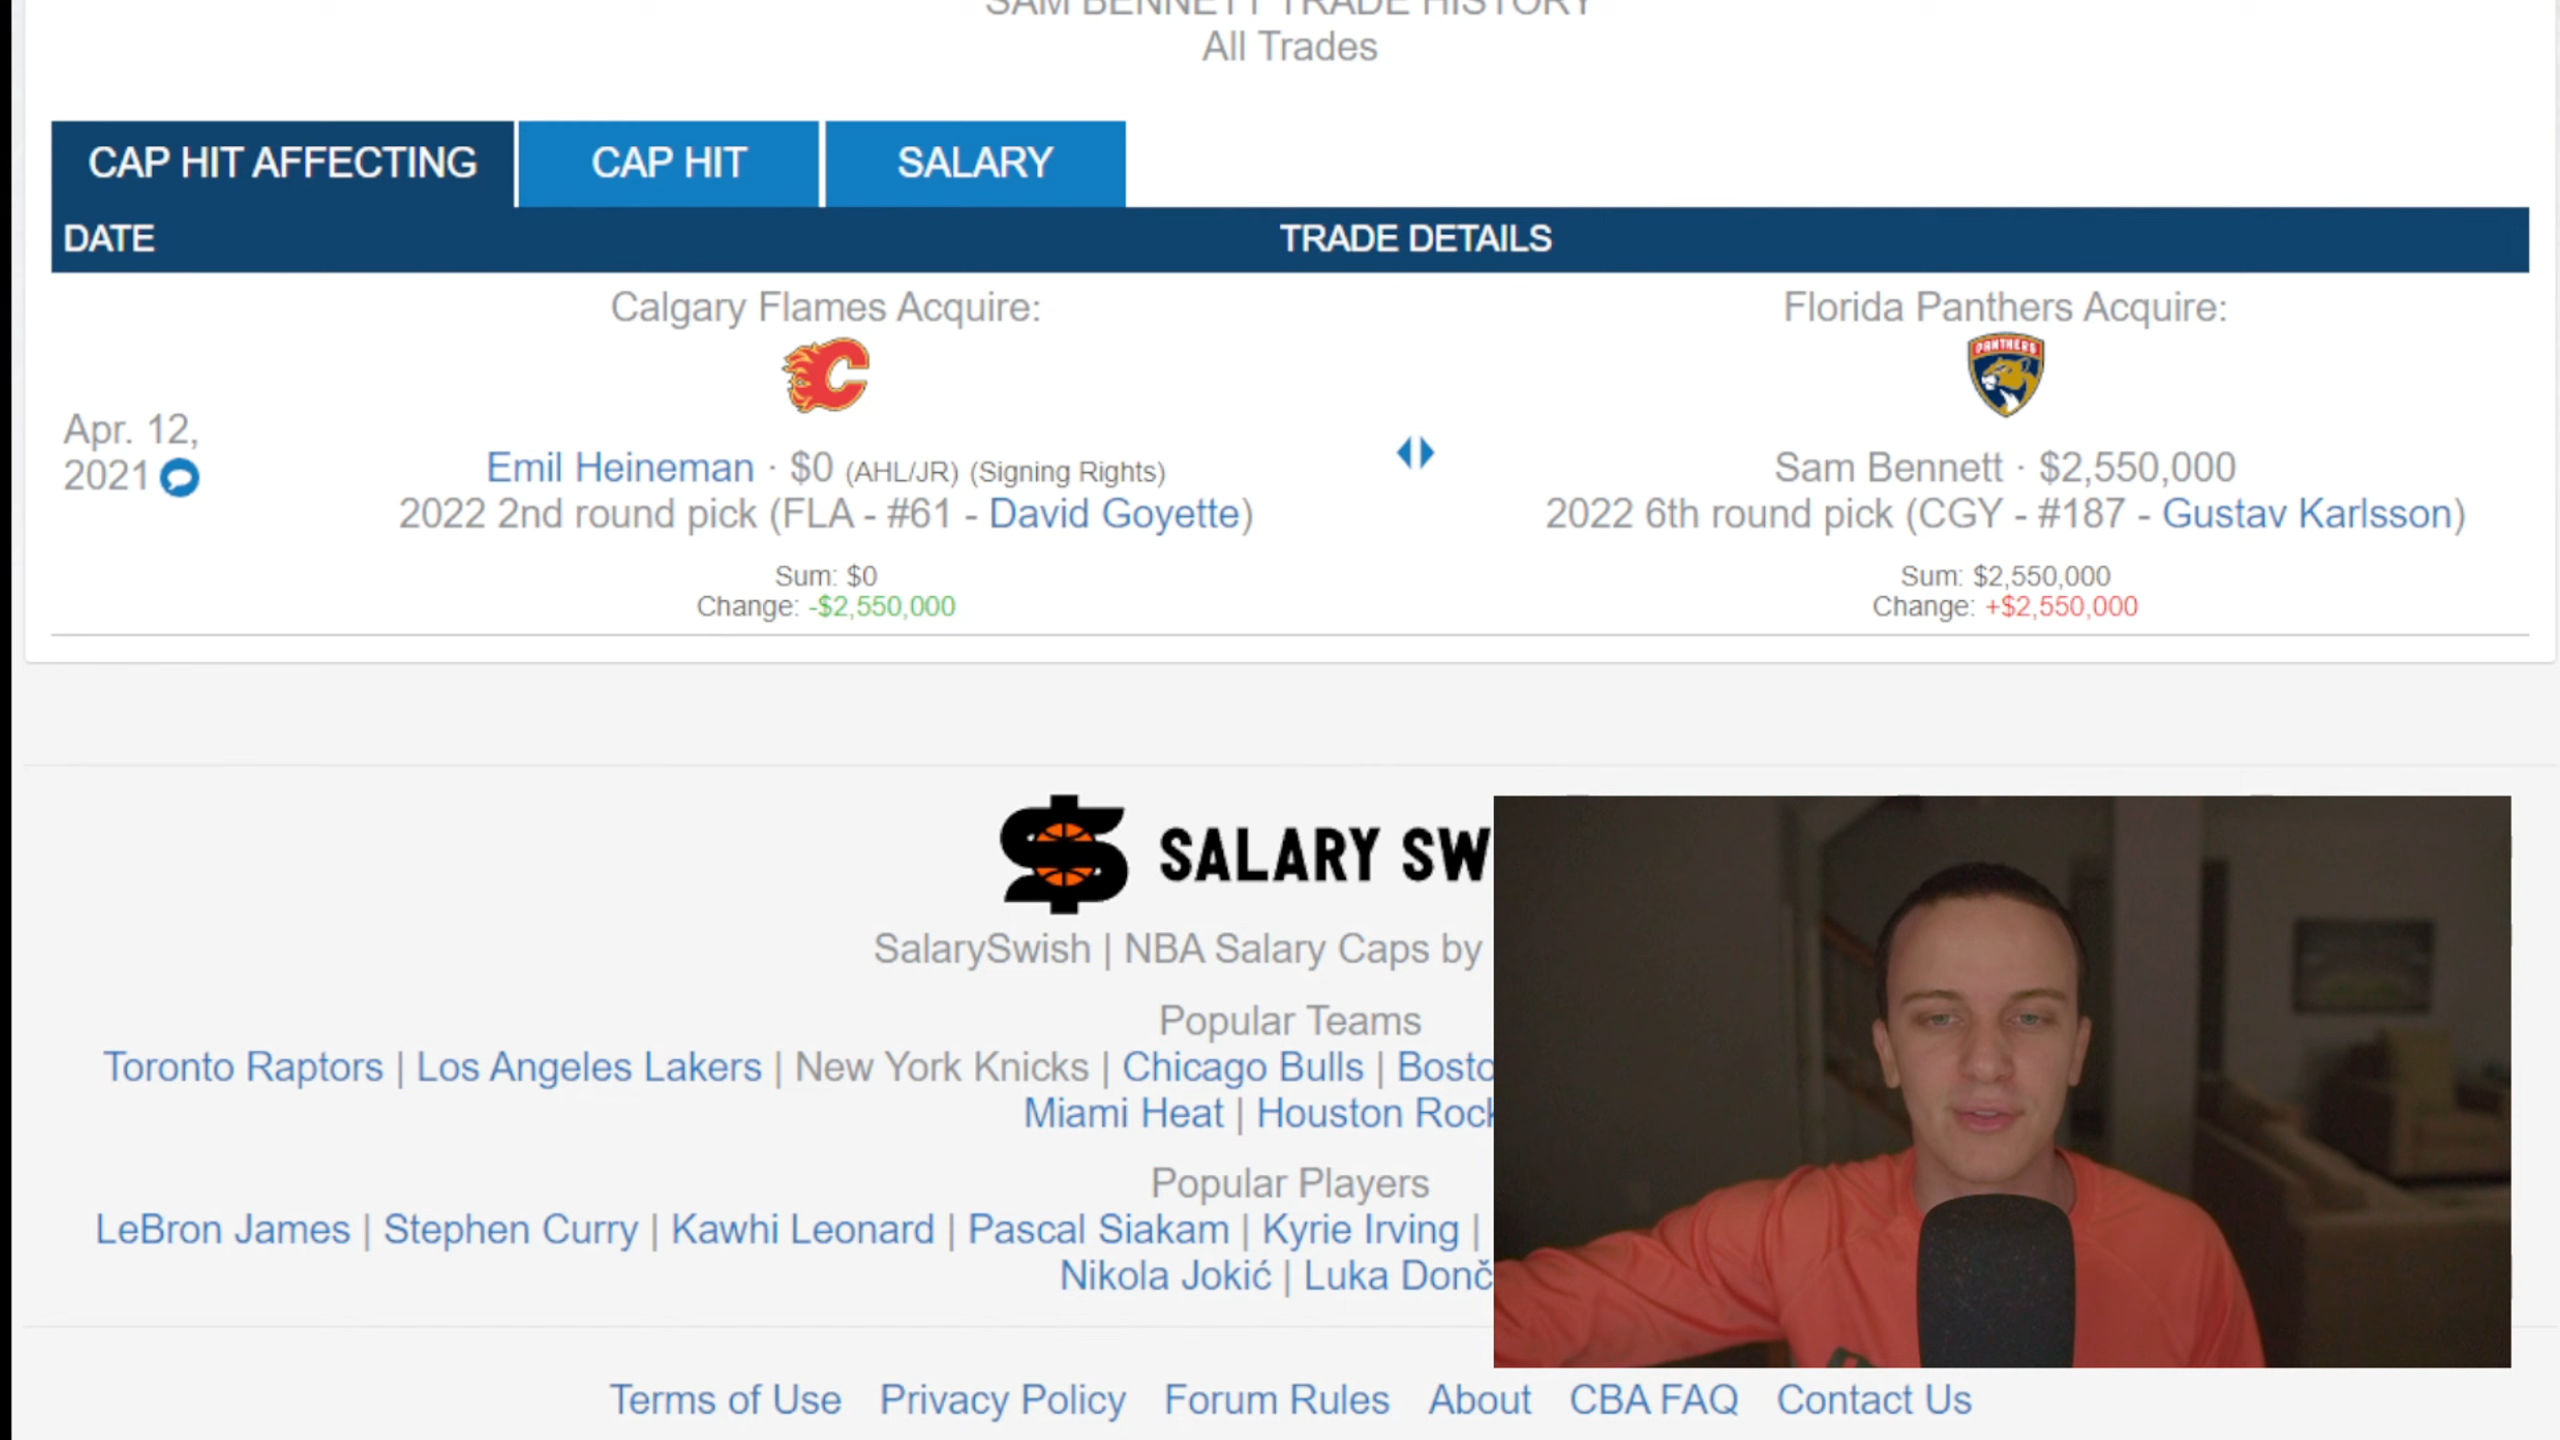 SAM BENNETT TRADE HISTORY
All Trades
CAP HIT AFFECTING CAP HIT SALARY
DATE TRADE DETAILS
Calgary Flames Acquire: Florida Panthers Acquire:
PANTHERS
Apr. 12,
2021
Emil Heineman · $0 (AHL/JR) (Signing Rights) Sam Bennett · $2,550,000
2022 2nd round pick (FLA - #61 - David Goyette) 2022 6th round pick (CGY - #187 - Gustav Karlsson)
Sum: $0 Sum: $2,550,000
Change: -$2,550,000 Change: +$2,550,000
SALARY SW
SalarySwish | NBA Salary Caps by
Popular Teams
Toronto Raptors | Los Angeles Lakers | New York Knicks | Chicago Bulls | Bosto
Miami Heat | Houston Rock
Popular Players
LeBron James | Stephen Curry | Kawhi Leonard | Pascal Siakam | Kyrie Irving |
Nikola Jokić | Luka Donč
Terms of Use Privacy Policy Forum Rules About CBA FAQ Contact Us